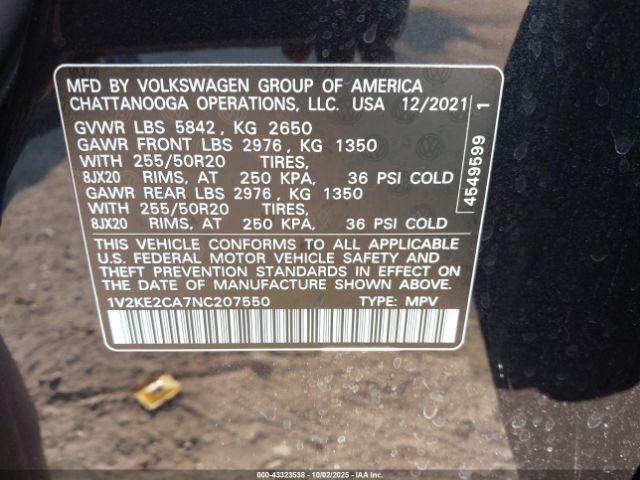 MFD BY VOLKSWAGEN GROUP OF AMERICA
CHATTANOOGA OPERATIONS, LLC. USA 12/2021
GVWR LBS 5842, KG 2650
GAWR FRONT LBS 2976, KG 1350
WITH 255/50R20 TIRES,
8JX20 RIMS, AT 250 KPA, 36 PSI COLD
GAWR REAR LBS 2976, KG 1350
WITH 255/50R20 TIRES,
8JX20 RIMS, AT 250 KPA, 36 PSI COLD
THIS VEHICLE CONFORMS TO ALL APPLICABLE
U.S. FEDERAL MOTOR VEHICLE SAFETY AND
THEFT PREVENTION STANDARDS IN EFFECT ON
THE DATE OF MANUFACTURE SHOWN ABOVE.
1V2KE2CA7NC207550 TYPE: MPV
4549599 1
000-43323538 - 10/02/2025 - IAAI, Inc.